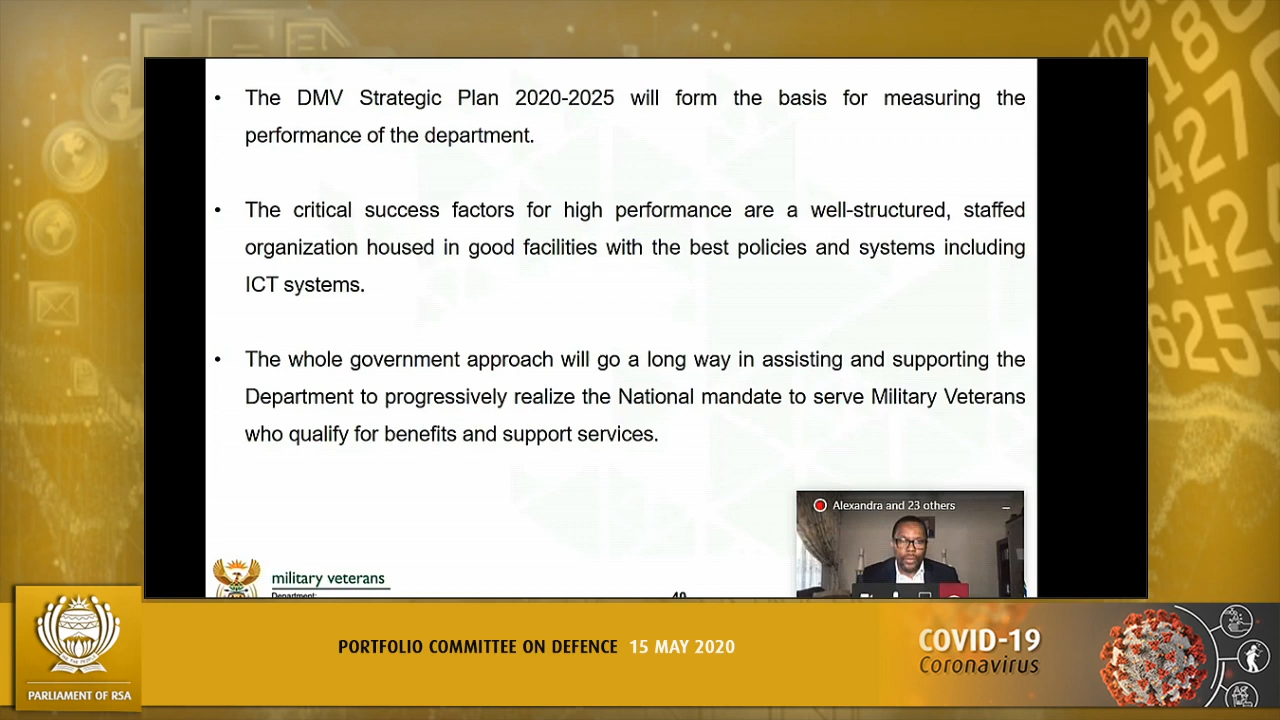 • The DMV Strategic Plan 2020-2025 will form the basis for measuring the
performance of the department.
• The critical success factors for high performance are a well-structured, staffed
organization housed in good facilities with the best policies and systems including
ICT systems.
• The whole government approach will go a long way in assisting and supporting the
Department to progressively realize the National mandate to serve Military Veterans
who qualify for benefits and support services.
Alexandra and 23 others
military veterans
Department:
40
PARLIAMENT OF RSA
PORTFOLIO COMMITTEE ON DEFENCE 15 MAY 2020
COVID-19
Coronavirus